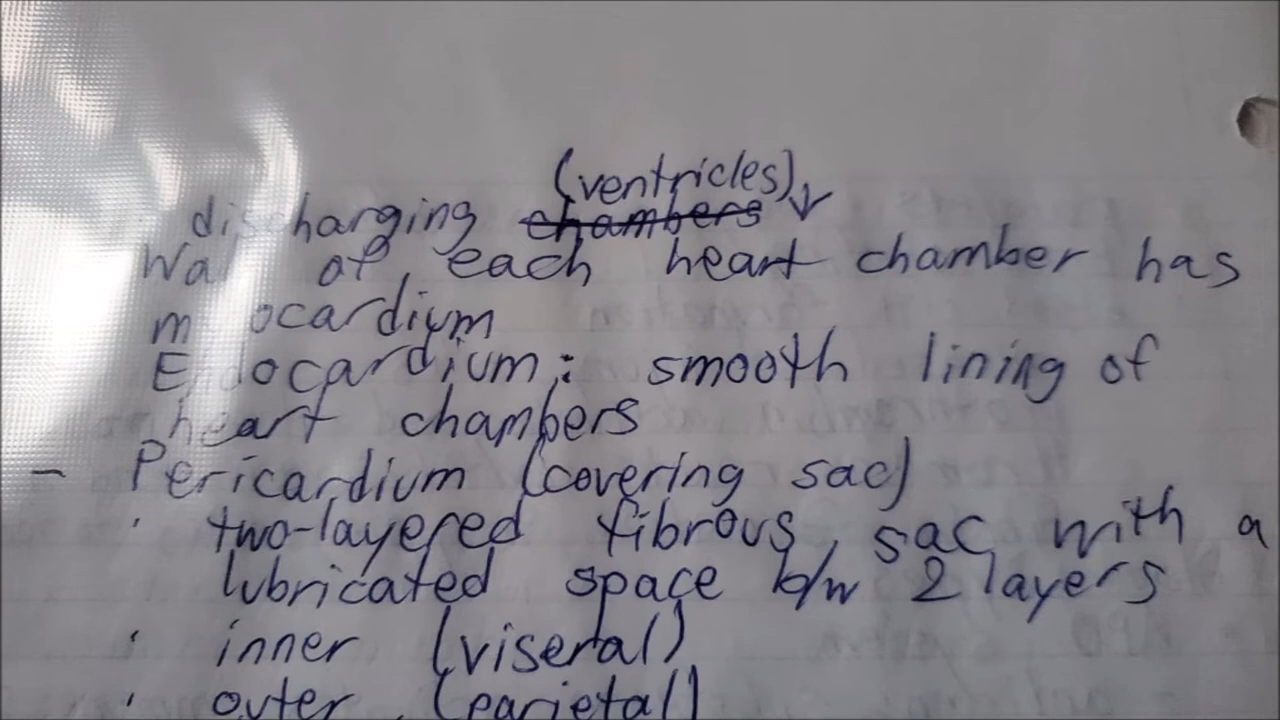 (ventricles)
discharging chambers
Wall of each heart chamber has
myocardium
Endocardium: smooth lining of
heart chambers
- Pericardium (covering sac)
two-layered fibrous sac with a
lubricated space b/w 2 layers
inner (viseral)
outer (parietal)